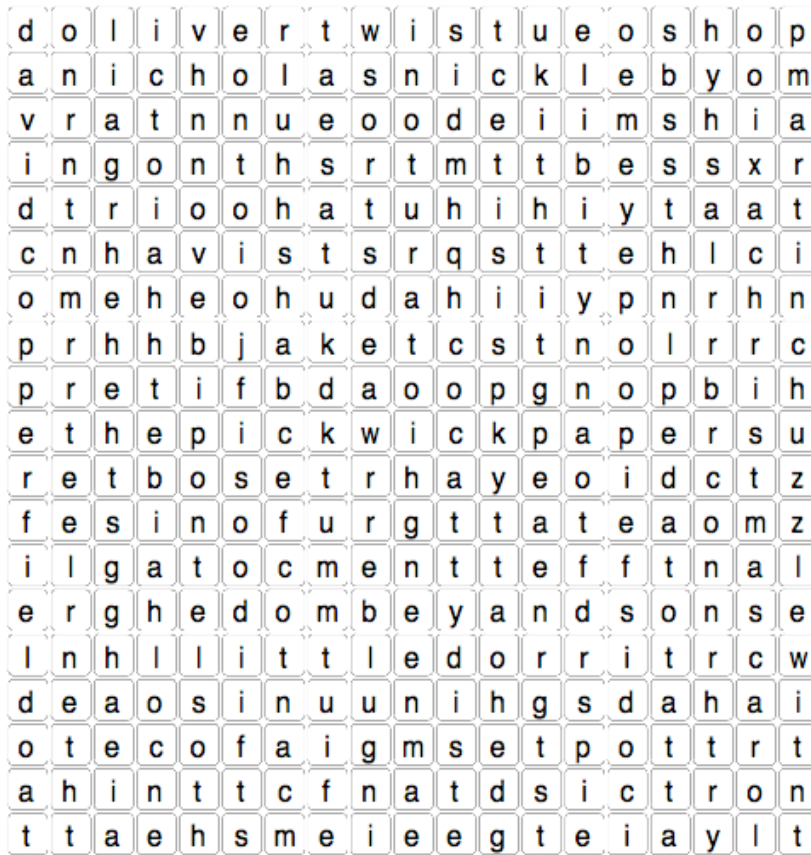 d o l i v e r t w i s t u e o s h o p
a n i c h o l a s n i c k l e b y o m
v r a t n n u e o o d e i i m s h i a
i n g o n t h s r t m t t b e s s x r
d t r i o o h a t u h i h i y t a a t
c n h a v i s t s r q s t t e h l c i
o m e h e o h u d a h i i y p n r h n
p r h h b j a k e t c s t n o l r r c
p r e t i f b d a o o p g n o p b i h
e t h e p i c k w i c k p a p e r s u
r e t b o s e t r h a y e o i d c t z
f e s i n o f u r g t t a t e a o m z
i l g a t o c m e n t t e f f t n a l
e r g h e d o m b e y a n d s o n s e
l n h l l i t t l e d o r r i t r c w
d e a o s i n u u n i h g s d a h a i
o t e c o f a i g m s e t p o t t r t
a h i n t t c f n a t d s i c t r o n
t t a e h s m e i e e g t e i a y l t